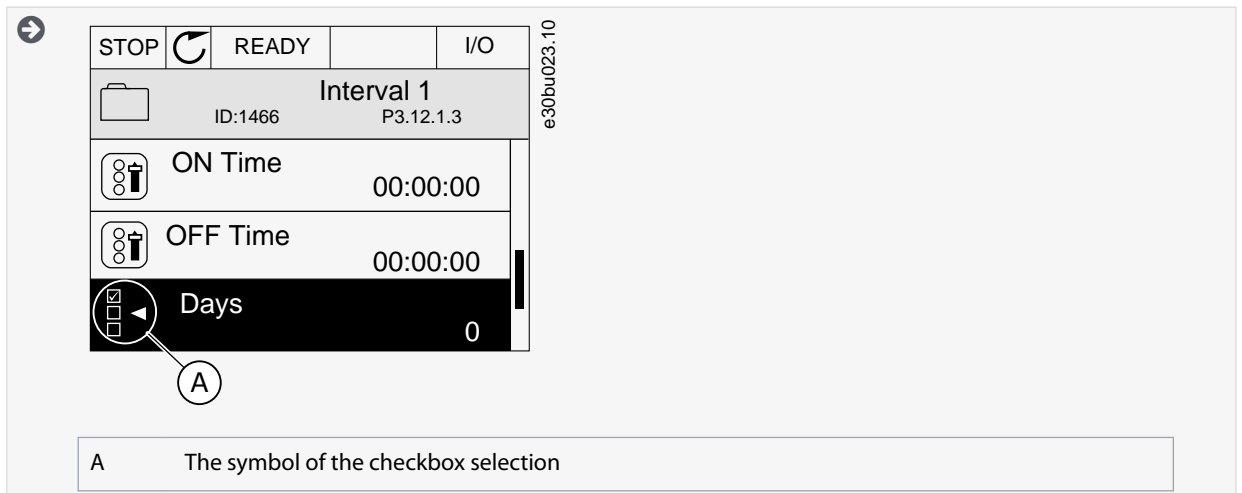 STOP READY I/O
Interval 1
ID:1466 P3.12.1.3
ON Time
00:00:00
OFF Time
00:00:00
Days
0
A
e30bu023.10
A The symbol of the checkbox selection